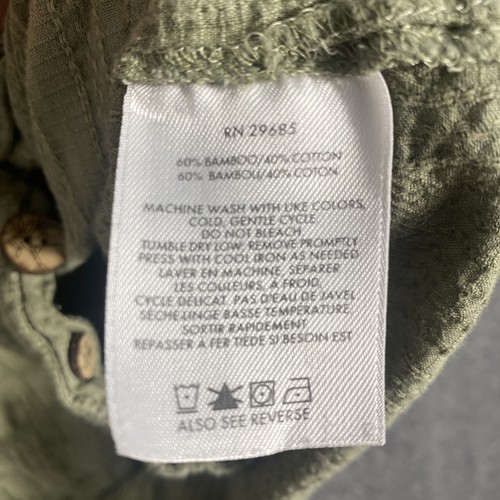 RN 29685
60% BAMBOO/40% COTTON
60% BAMBOU/40% COTON
MACHINE WASH WITH LIKE COLORS,
COLD, GENTLE CYCLE
DO NOT BLEACH
TUMBLE DRY LOW, REMOVE PROMPTLY
PRESS WITH COOL IRON AS NEEDED
LAVER EN MACHINE, SEPARER
LES COULEURS, A FROID,
CYCLE DELICAT, PAS D'EAU DE JAVEL
SECHE-LINGE BASSE TEMPERATURE,
SORTIR RAPIDEMENT
REPASSER A FER TIEDE SI BESOIN EST
ALSO SEE REVERSE